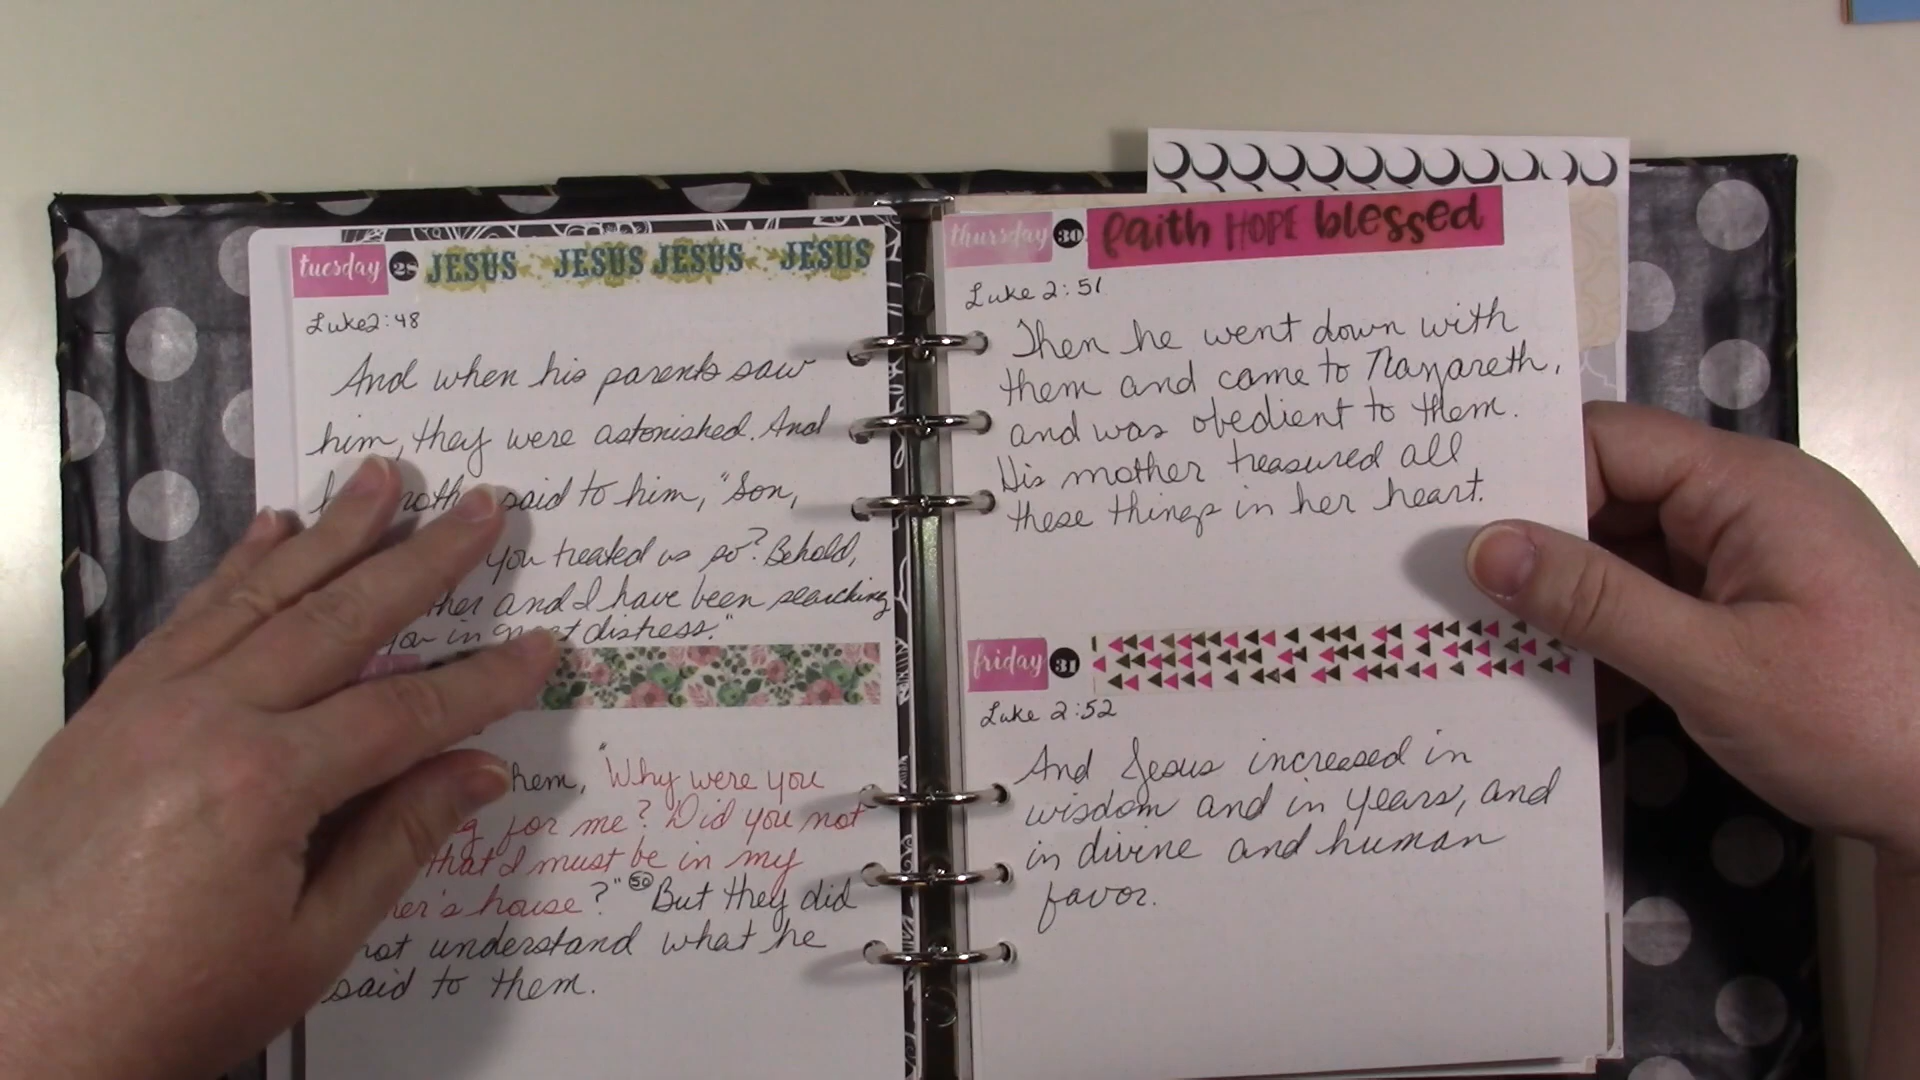 tuesday 28 JESUS JESUS JESUS JESUS
Luke 2:48
And when his parents saw
him, they were astonished. And
said to him, "Son,
you treated us so? Behold,
and I have been searching
you in great distress."
them, "Why were you
for me? Did you not
that I must be in my
house?" 50 But they did
not understand what he
said to them.
thursday 30 faith HOPE blessed
Luke 2:51
Then he went down with
them and came to Nazareth,
and was obedient to them.
His mother treasured all
these things in her heart.
friday 31
Luke 2:52
And Jesus increased in
wisdom and in years, and
in divine and human
favor.